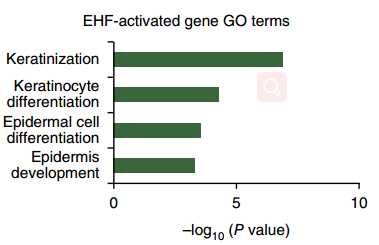 EHF-activated gene GO terms
Keratinization
Keratinocyte
differentiation
Epidermal cell
differentiation
Epidermis
development
0 5 10
–log10 (P value)